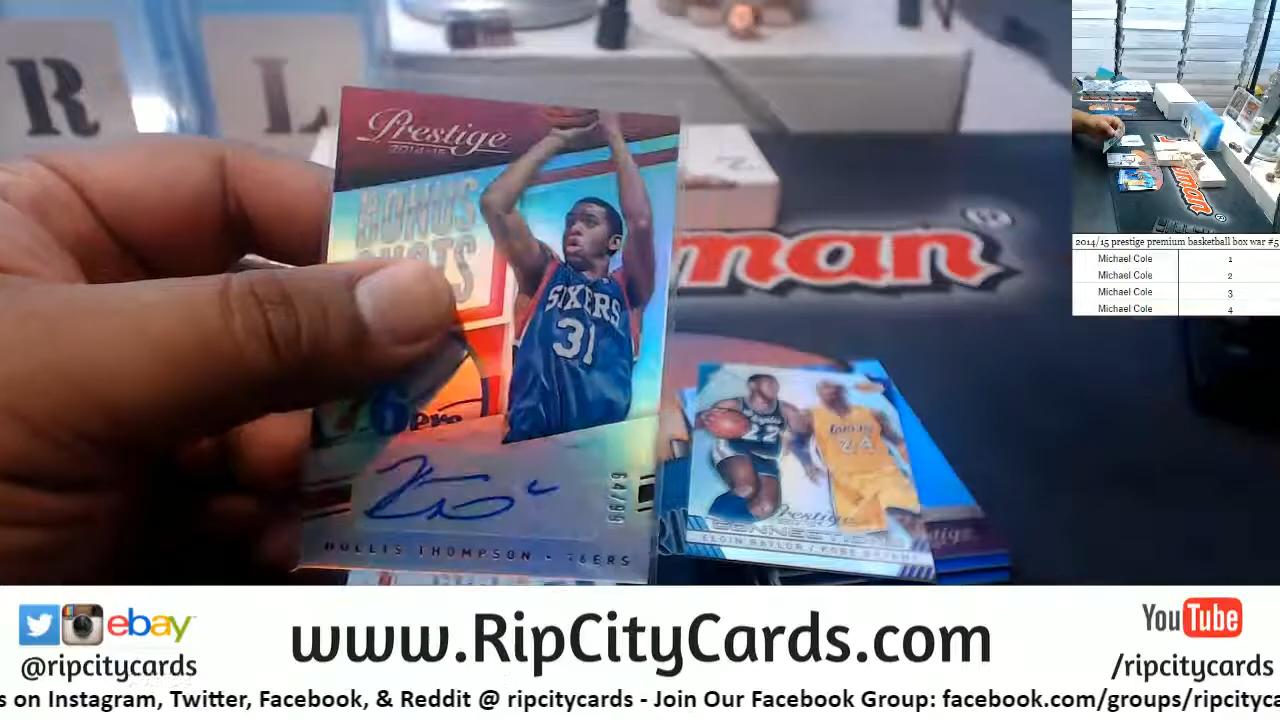 R L
Prestige
2014-15
BONUS
SHOTS
SIXERS
31
64/99
HOLLIS THOMPSON • 76ERS
man®
22
24
Prestige
CONNECTIONS
ELGIN BAYLOR / KOBE BRYANT
2014/15 prestige premium basketball box war #5
Michael Cole 1
Michael Cole 2
Michael Cole 3
Michael Cole 4
ebay
@ripcitycards
www.RipCityCards.com
YouTube
/ripcitycards
s on Instagram, Twitter, Facebook, & Reddit @ ripcitycards - Join Our Facebook Group: facebook.com/groups/ripcityca